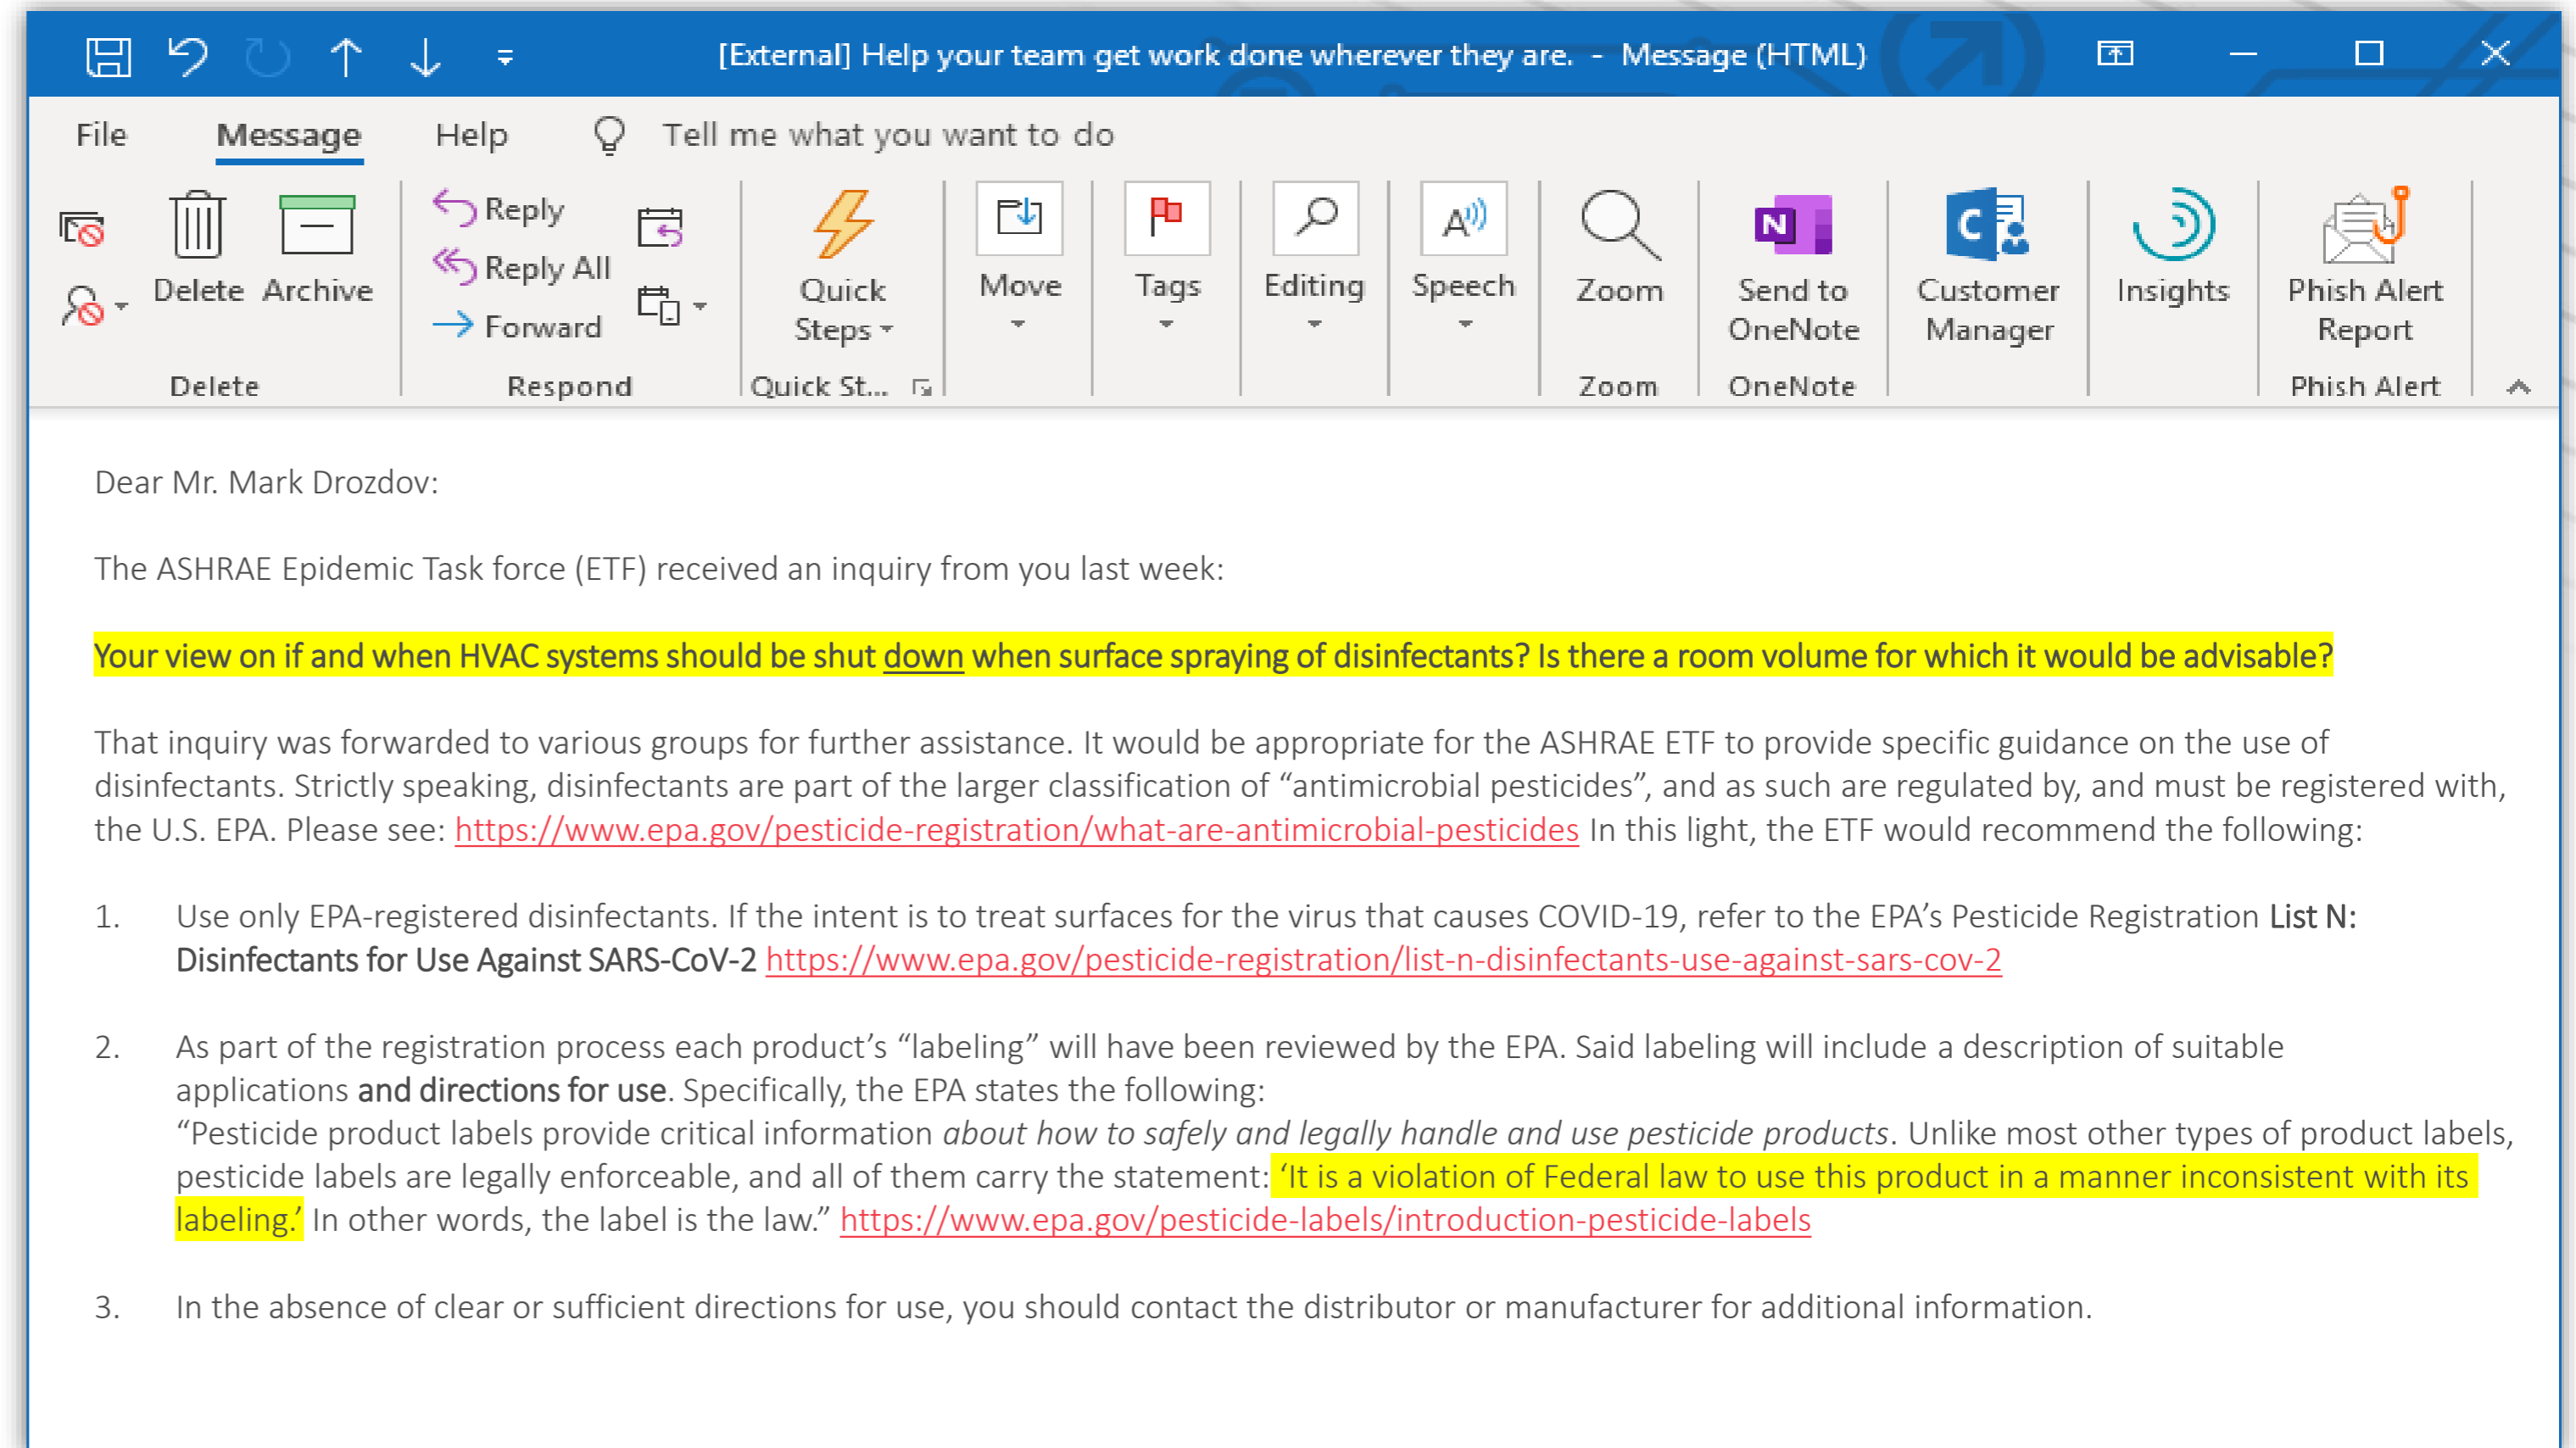 [External] Help your team get work done wherever they are. - Message (HTML)
File Message Help Tell me what you want to do
Delete
Archive
Reply
Reply All
Forward
Quick Steps
Move
Tags
Editing
Speech
Zoom
Send to OneNote
Customer Manager
Insights
Phish Alert Report
Delete
Respond
Quick St...
Zoom
OneNote
Phish Alert
Dear Mr. Mark Drozdov:
The ASHRAE Epidemic Task force (ETF) received an inquiry from you last week:
Your view on if and when HVAC systems should be shut down when surface spraying of disinfectants? Is there a room volume for which it would be advisable?
That inquiry was forwarded to various groups for further assistance. It would be appropriate for the ASHRAE ETF to provide specific guidance on the use of
disinfectants. Strictly speaking, disinfectants are part of the larger classification of “antimicrobial pesticides”, and as such are regulated by, and must be registered with,
the U.S. EPA. Please see: https://www.epa.gov/pesticide-registration/what-are-antimicrobial-pesticides In this light, the ETF would recommend the following:
1. Use only EPA-registered disinfectants. If the intent is to treat surfaces for the virus that causes COVID-19, refer to the EPA’s Pesticide Registration List N:
Disinfectants for Use Against SARS-CoV-2 https://www.epa.gov/pesticide-registration/list-n-disinfectants-use-against-sars-cov-2
2. As part of the registration process each product’s “labeling” will have been reviewed by the EPA. Said labeling will include a description of suitable
applications and directions for use. Specifically, the EPA states the following:
“Pesticide product labels provide critical information about how to safely and legally handle and use pesticide products. Unlike most other types of product labels,
pesticide labels are legally enforceable, and all of them carry the statement: ‘It is a violation of Federal law to use this product in a manner inconsistent with its
labeling.’ In other words, the label is the law.” https://www.epa.gov/pesticide-labels/introduction-pesticide-labels
3. In the absence of clear or sufficient directions for use, you should contact the distributor or manufacturer for additional information.